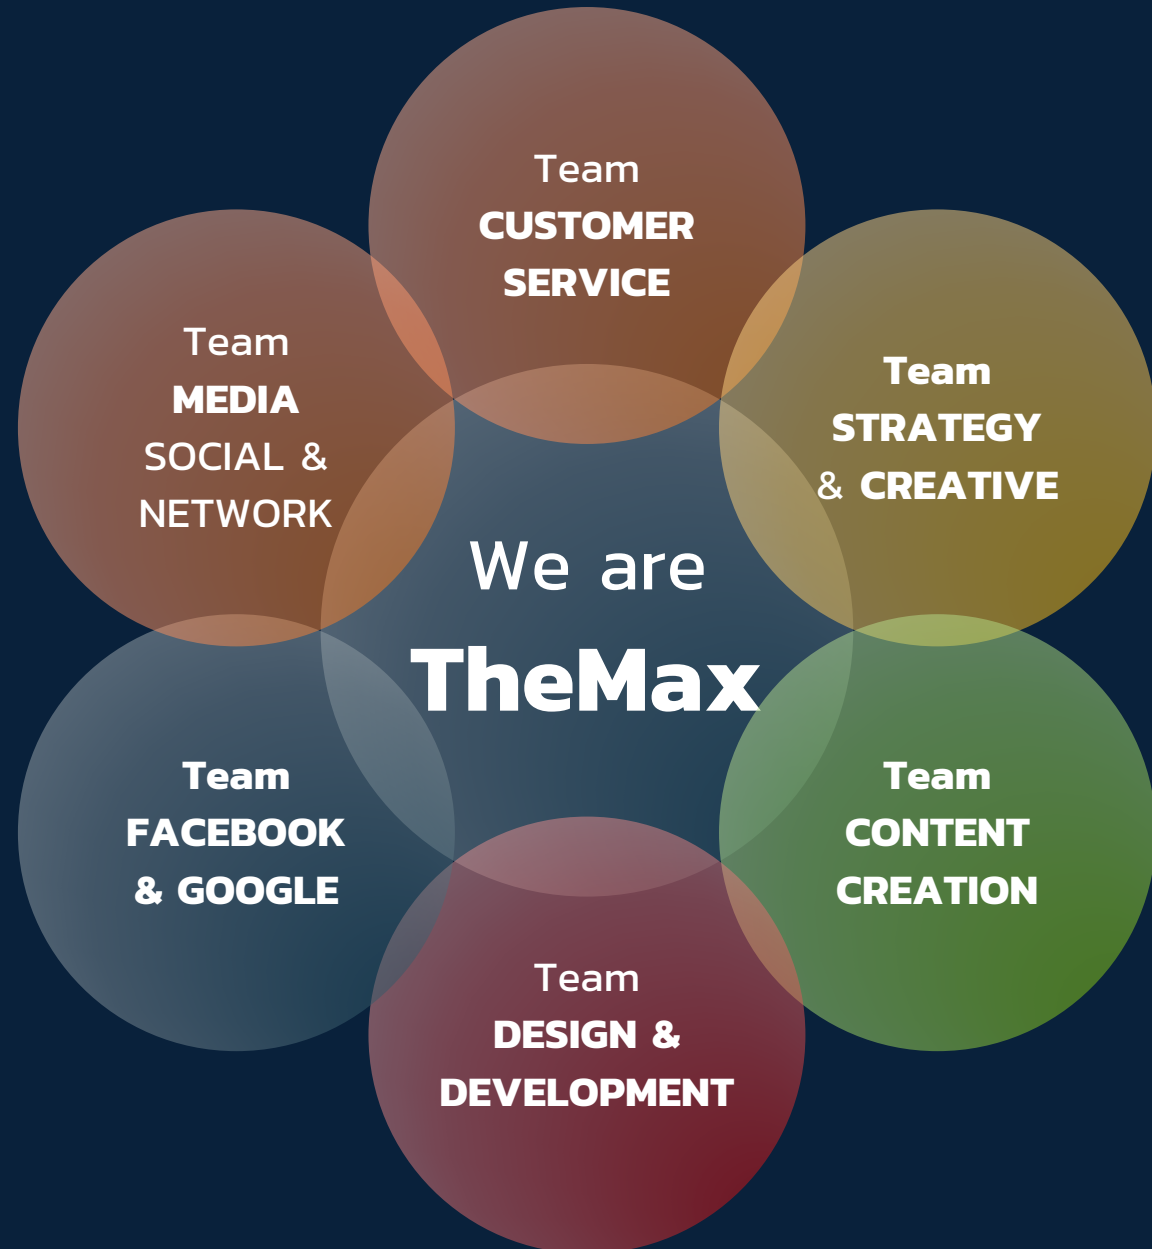 Team
CUSTOMER
SERVICE
Team
MEDIA
SOCIAL &
NETWORK
Team
STRATEGY
& CREATIVE
We are
TheMax
Team
FACEBOOK
& GOOGLE
Team
CONTENT
CREATION
Team
DESIGN &
DEVELOPMENT